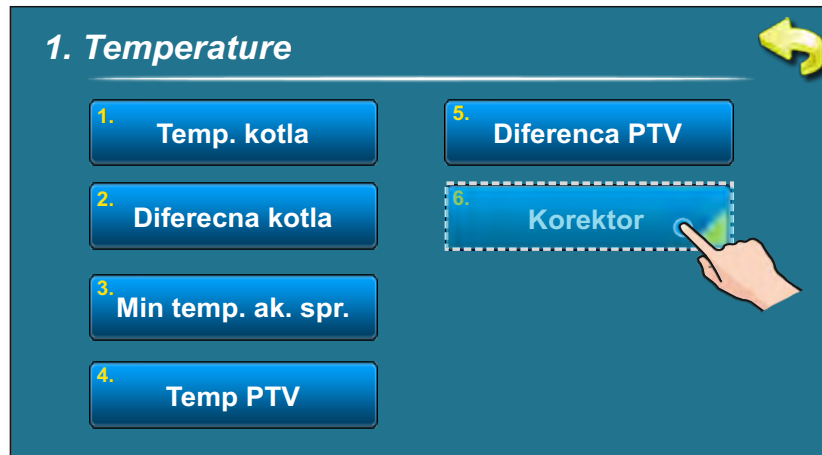 1. Temperature
1. Temp. kotla
2. Diferecna kotla
3. Min temp. ak. spr.
4. Temp PTV
5. Diferenca PTV
6. Korektor